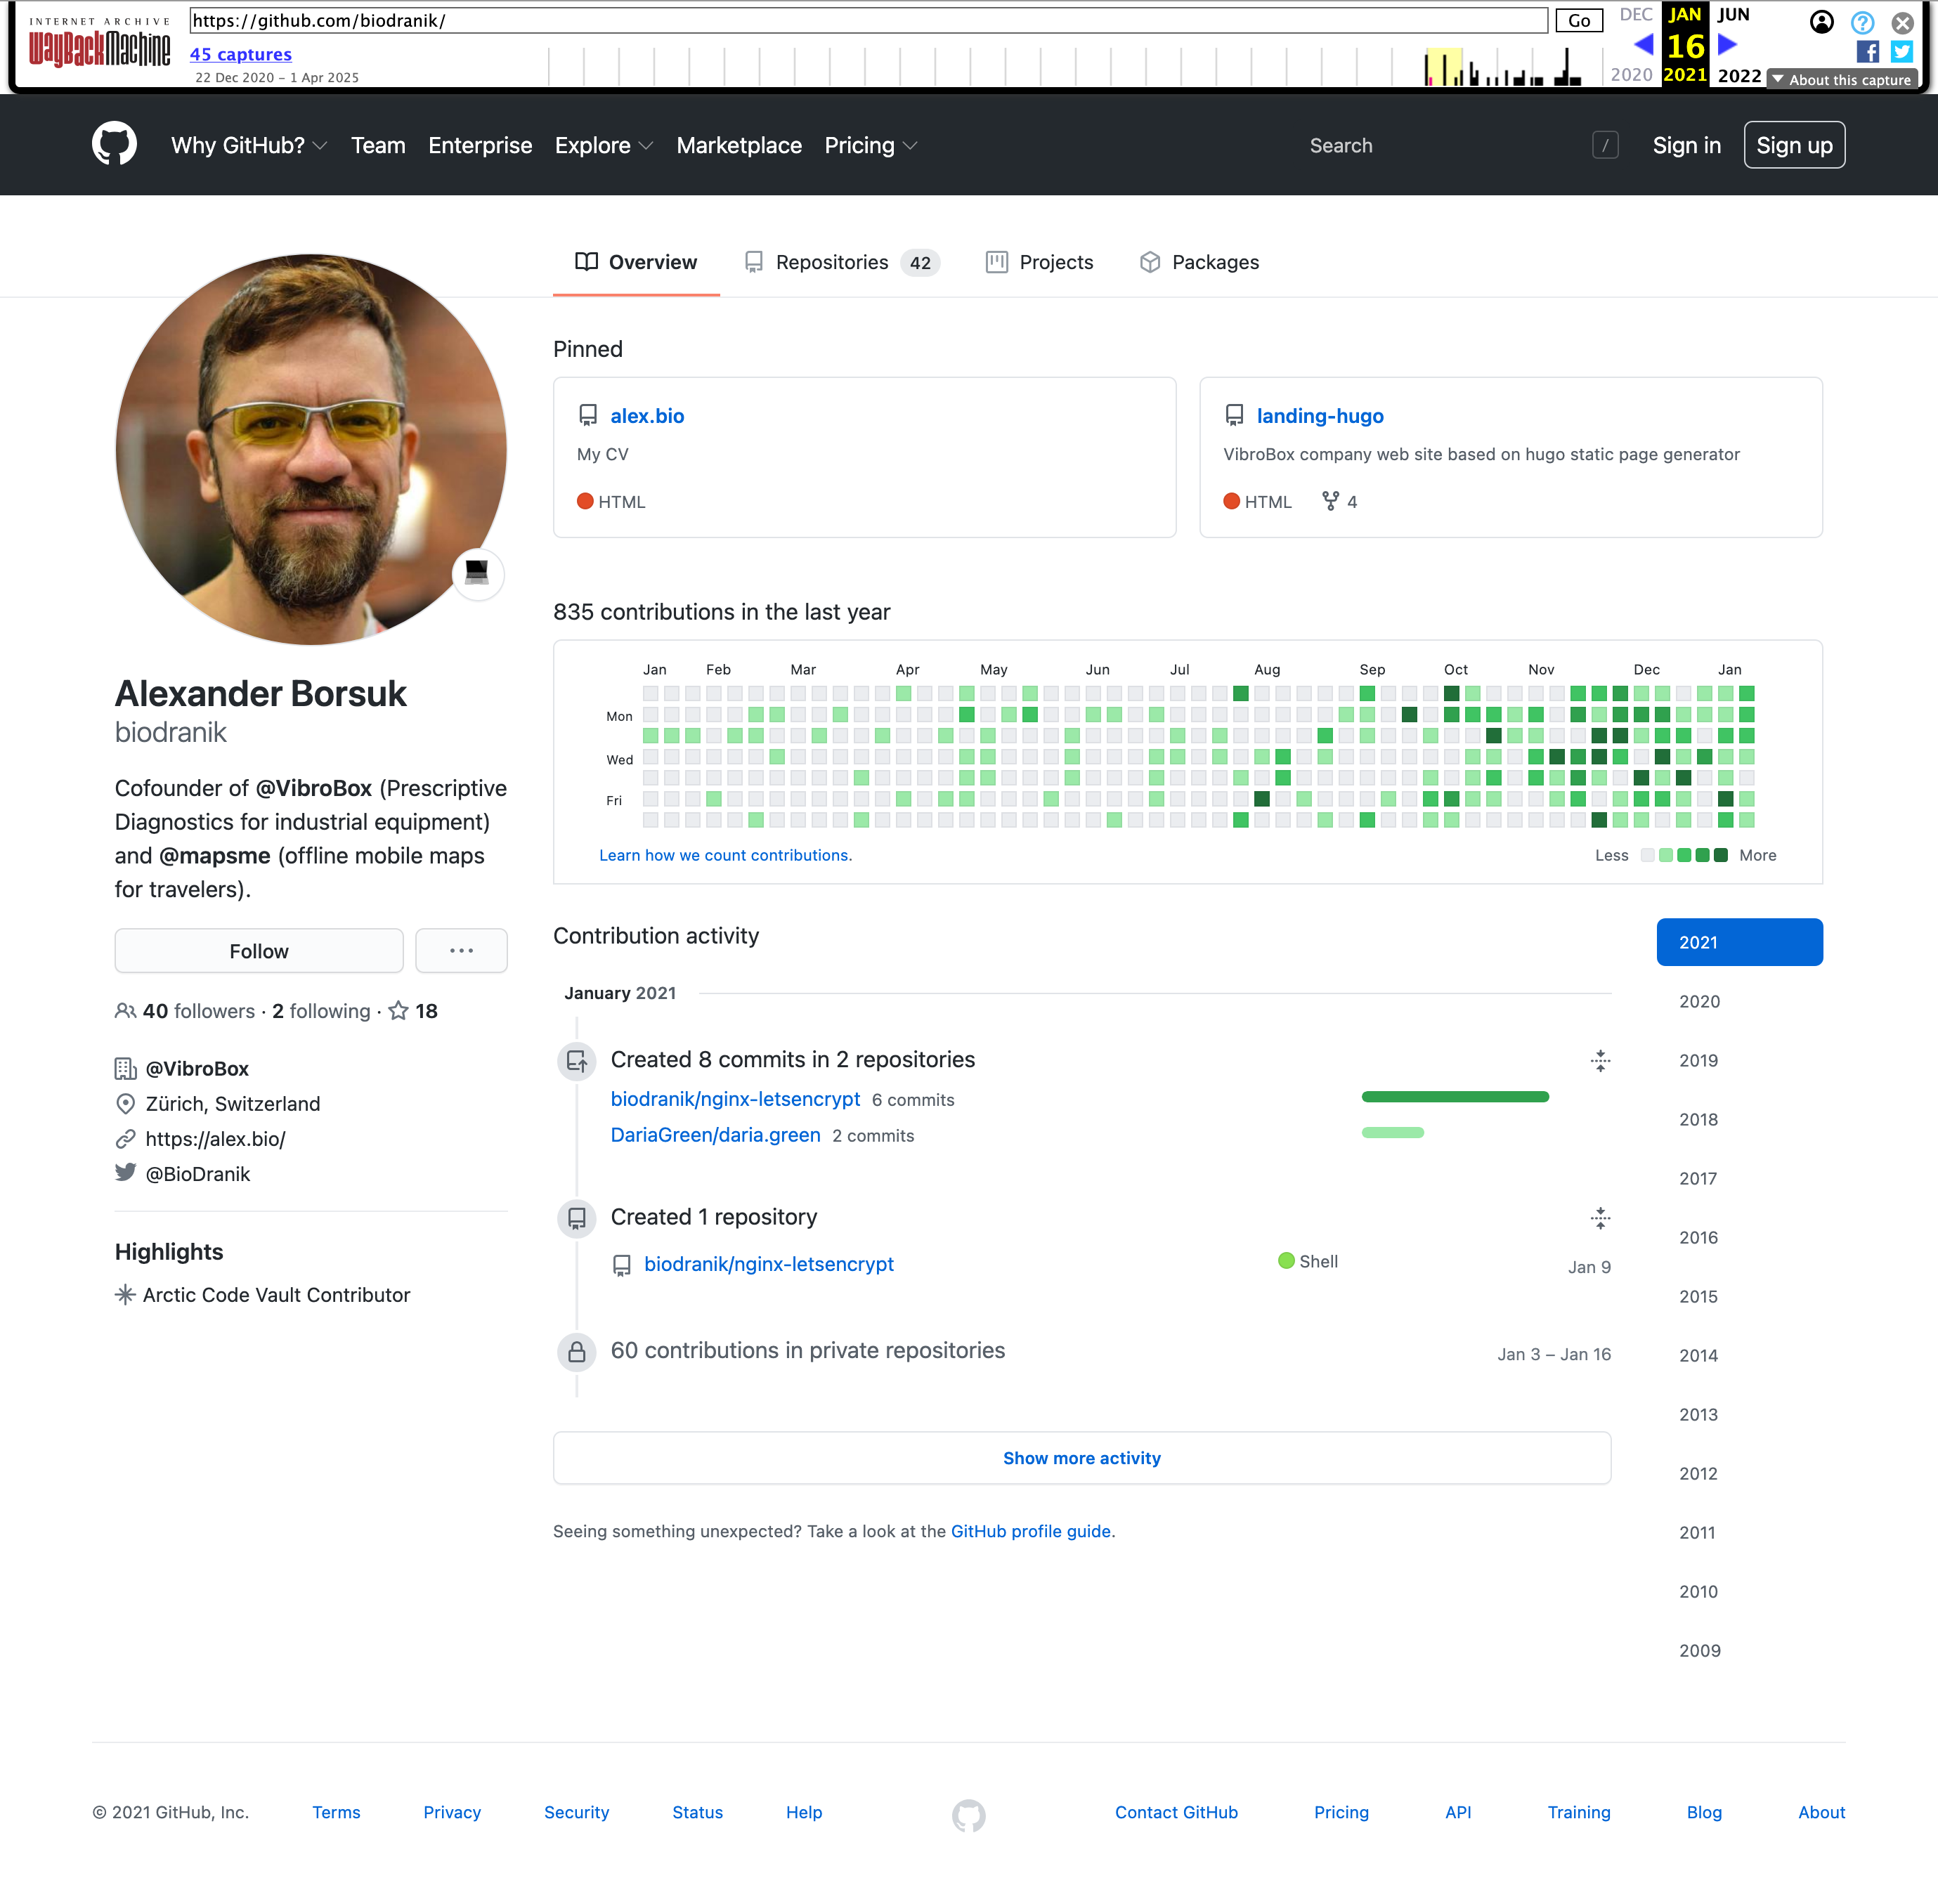 INTERNET ARCHIVE
WayBackMachine
https://github.com/biodranik/
Go
45 captures
22 Dec 2020 – 1 Apr 2025
DEC JAN JUN
16
2020 2021 2022
About this capture
Why GitHub? Team Enterprise Explore Marketplace Pricing
Search /
Sign in Sign up
Overview Repositories 42 Projects Packages
Alexander Borsuk
biodranik
Cofounder of @VibroBox (Prescriptive
Diagnostics for industrial equipment)
and @mapsme (offline mobile maps
for travelers).
Follow ...
40 followers · 2 following · 18
@VibroBox
Zürich, Switzerland
https://alex.bio/
@BioDranik
Highlights
Arctic Code Vault Contributor
Pinned
alex.bio
My CV
HTML
landing-hugo
VibroBox company web site based on hugo static page generator
HTML 4
835 contributions in the last year
Jan Feb Mar Apr May Jun Jul Aug Sep Oct Nov Dec Jan
Mon
Wed
Fri
Learn how we count contributions.
Less More
Contribution activity
January 2021
Created 8 commits in 2 repositories
biodranik/nginx-letsencrypt 6 commits
DariaGreen/daria.green 2 commits
Created 1 repository
biodranik/nginx-letsencrypt Shell Jan 9
60 contributions in private repositories Jan 3 – Jan 16
Show more activity
Seeing something unexpected? Take a look at the GitHub profile guide.
2021
2020
2019
2018
2017
2016
2015
2014
2013
2012
2011
2010
2009
© 2021 GitHub, Inc. Terms Privacy Security Status Help Contact GitHub Pricing API Training Blog About